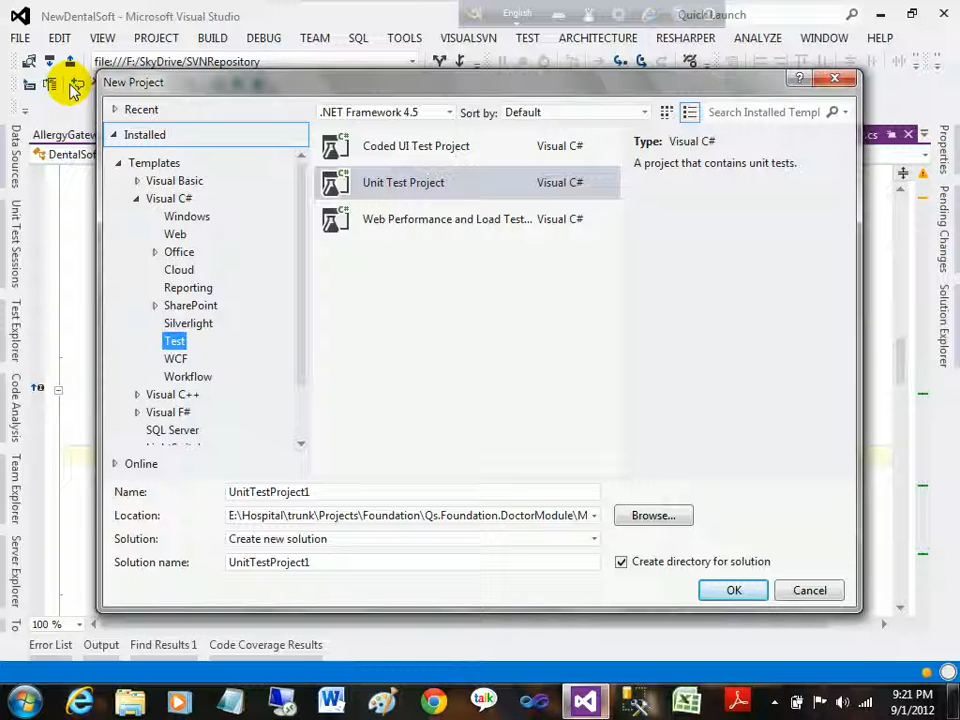 NewDentalSoft - Microsoft Visual Studio
English
Quick Launch
FILE EDIT VIEW PROJECT BUILD DEBUG TEAM SQL TOOLS VISUALSVN TEST ARCHITECTURE RESHARPER ANALYZE WINDOW HELP
file:///F:/SkyDrive/SVNRepository
New Project
Recent
.NET Framework 4.5
Sort by: Default
Search Installed Templ
Installed
Coded UI Test Project Visual C#
Type: Visual C#
A project that contains unit tests.
Unit Test Project Visual C#
Web Performance and Load Test... Visual C#
Templates
Visual Basic
Visual C#
Windows
Web
Office
Cloud
Reporting
SharePoint
Silverlight
Test
WCF
Workflow
Visual C++
Visual F#
SQL Server
Online
Name: UnitTestProject1
Location: E:\Hospital\trunk\Projects\Foundation\Qs.Foundation.DoctorModule\M
Browse...
Solution: Create new solution
Solution name: UnitTestProject1
Create directory for solution
OK Cancel
AllergyGatew
DentalSof
.cs
Data Sources
Unit Test Sessions
Test Explorer
Code Analysis
Team Explorer
Server Explorer
To
Properties
Pending Changes
Solution Explorer
100 %
Error List Output Find Results 1 Code Coverage Results
talk
9:21 PM
9/1/2012